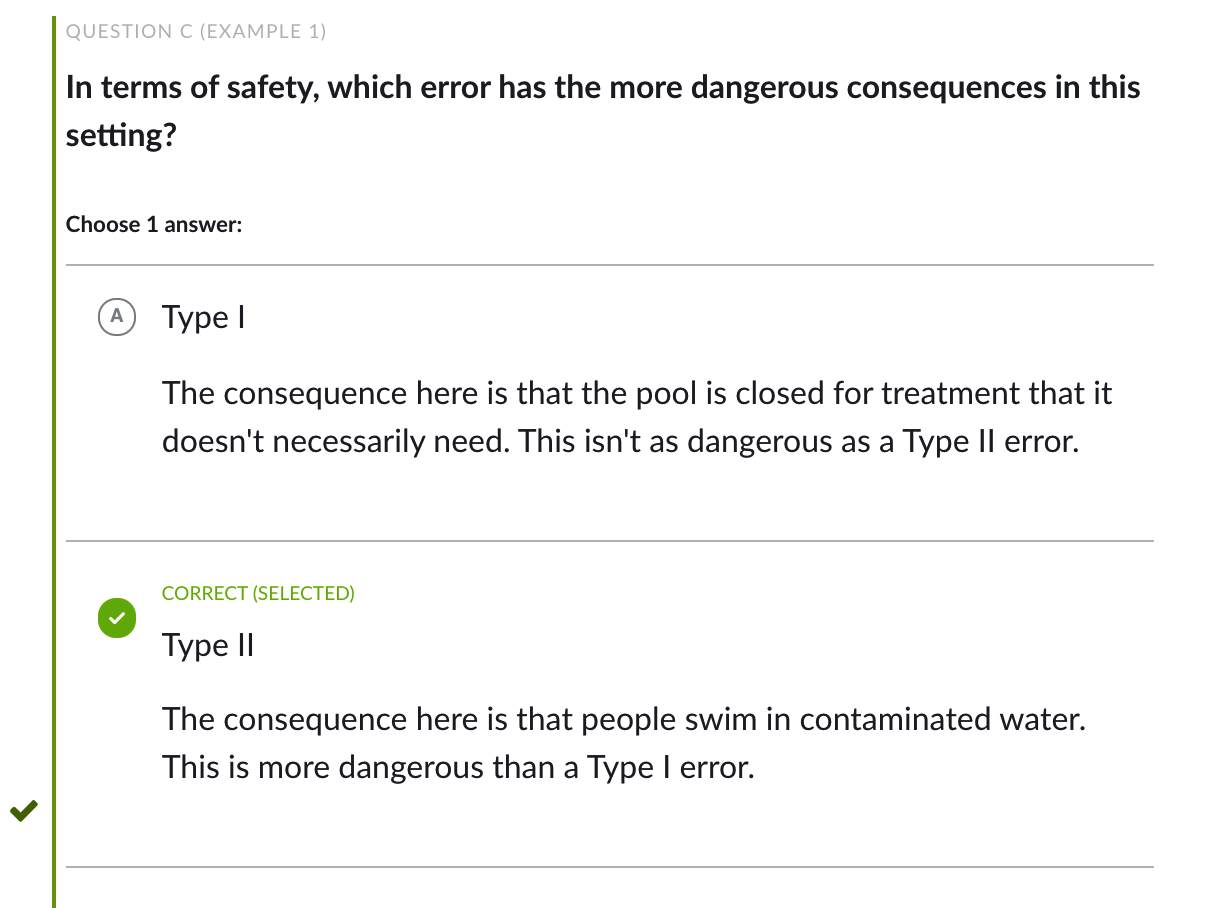 QUESTION C (EXAMPLE 1)
In terms of safety, which error has the more dangerous consequences in this
setting?
Choose 1 answer:
A Type I
The consequence here is that the pool is closed for treatment that it
doesn't necessarily need. This isn't as dangerous as a Type II error.
CORRECT (SELECTED)
Type II
The consequence here is that people swim in contaminated water.
This is more dangerous than a Type I error.